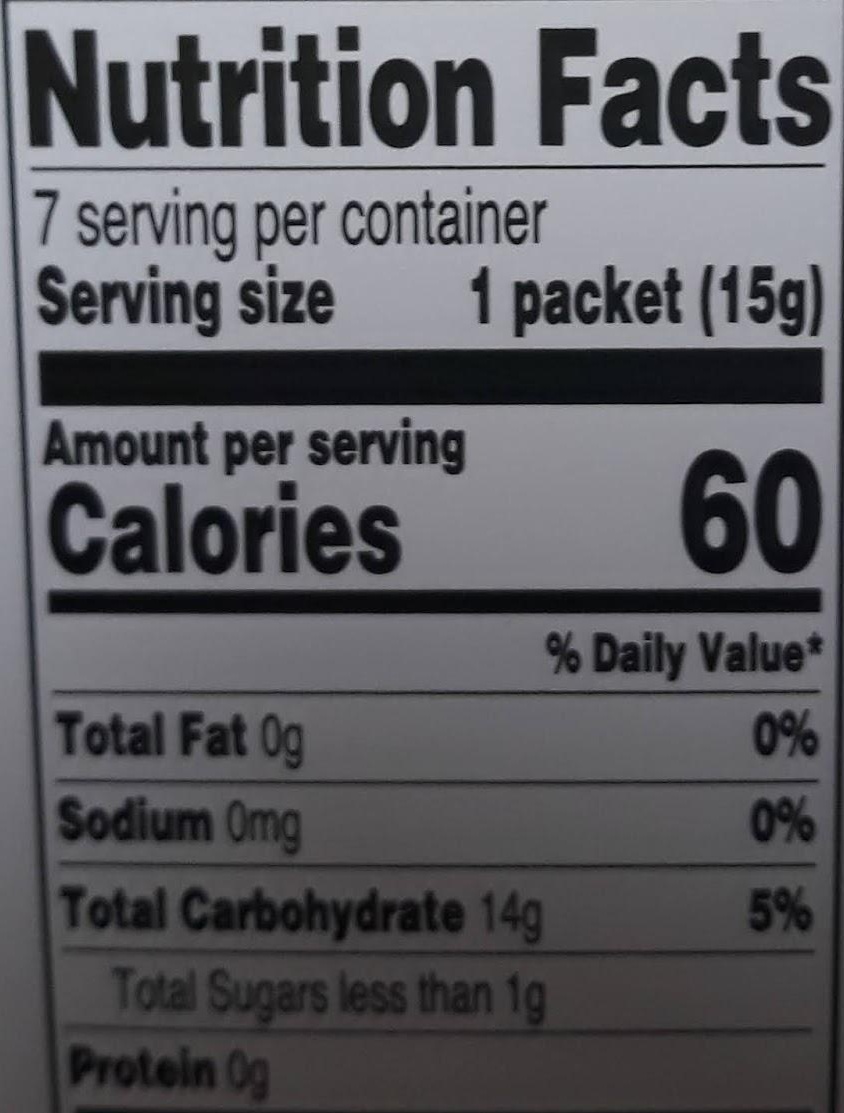 Nutrition Facts
7 serving per container
Serving size 1 packet (15g)
Amount per serving
Calories 60
% Daily Value*
Total Fat 0g 0%
Sodium 0mg 0%
Total Carbohydrate 14g 5%
Total Sugars less than 1g
Protein 0g